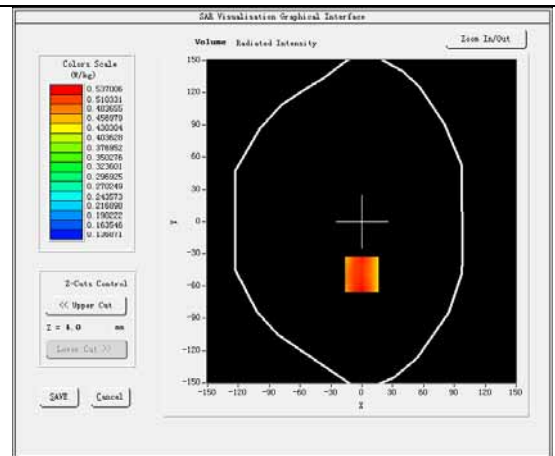 SAR Visualisation Graphical Interface
Volume Radiated Intensity
Zoom In/Out
Colors Scale
(W/kg)
0.537006
0.510331
0.483655
0.456979
0.430304
0.403628
0.376952
0.350276
0.323601
0.296925
0.270249
0.243573
0.216898
0.190222
0.163546
0.136871
Z-Cuts Control
<< Upper Cut
Z = 4.0 mm
Lower Cut >>
SAVE
Cancel
150
120
90
60
30
0
-30
-60
-90
-120
-150
Y
-150 -120 -90 -60 -30 0 30 60 90 120 150
X